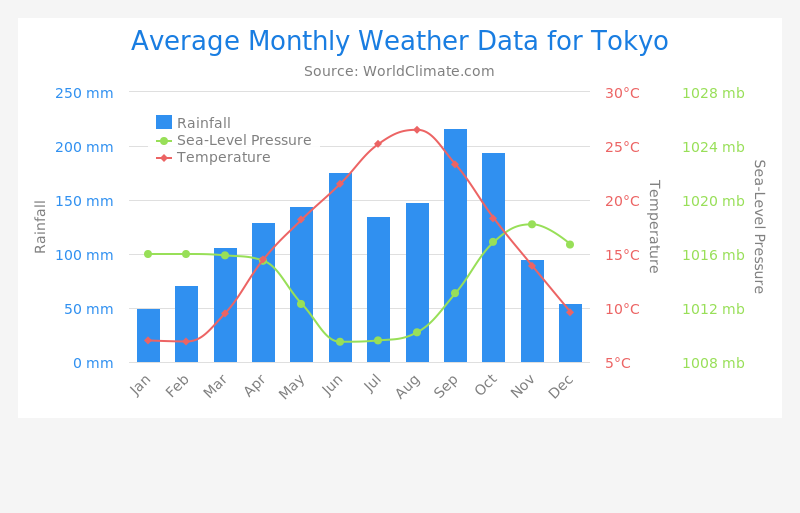 Average Monthly Weather Data for Tokyo
Source: WorldClimate.com
250 mm
200 mm
150 mm
100 mm
50 mm
0 mm
Rainfall
Rainfall
Sea-Level Pressure
Temperature
30°C
25°C
20°C
15°C
10°C
5°C
Temperature
1028 mb
1024 mb
1020 mb
1016 mb
1012 mb
1008 mb
Sea-Level Pressure
Jan
Feb
Mar
Apr
May
Jun
Jul
Aug
Sep
Oct
Nov
Dec